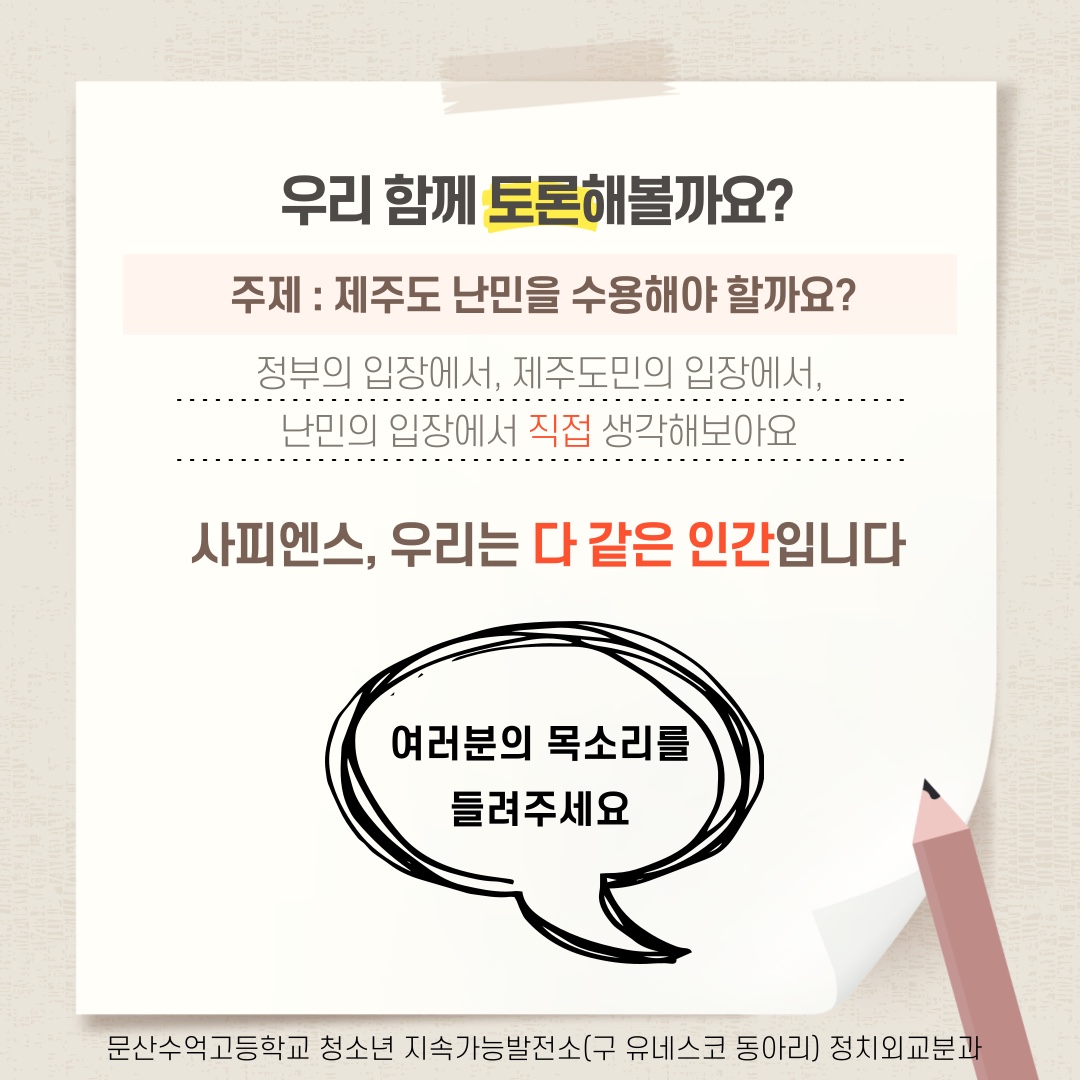 우리 함께 토론해볼까요?
주제 : 제주도 난민을 수용해야 할까요?
정부의 입장에서, 제주도민의 입장에서,
난민의 입장에서 직접 생각해보아요
사피엔스, 우리는 다 같은 인간입니다
여러분의 목소리를
들려주세요
문산수억고등학교 청소년 지속가능발전소(구 유네스코 동아리) 정치외교분과